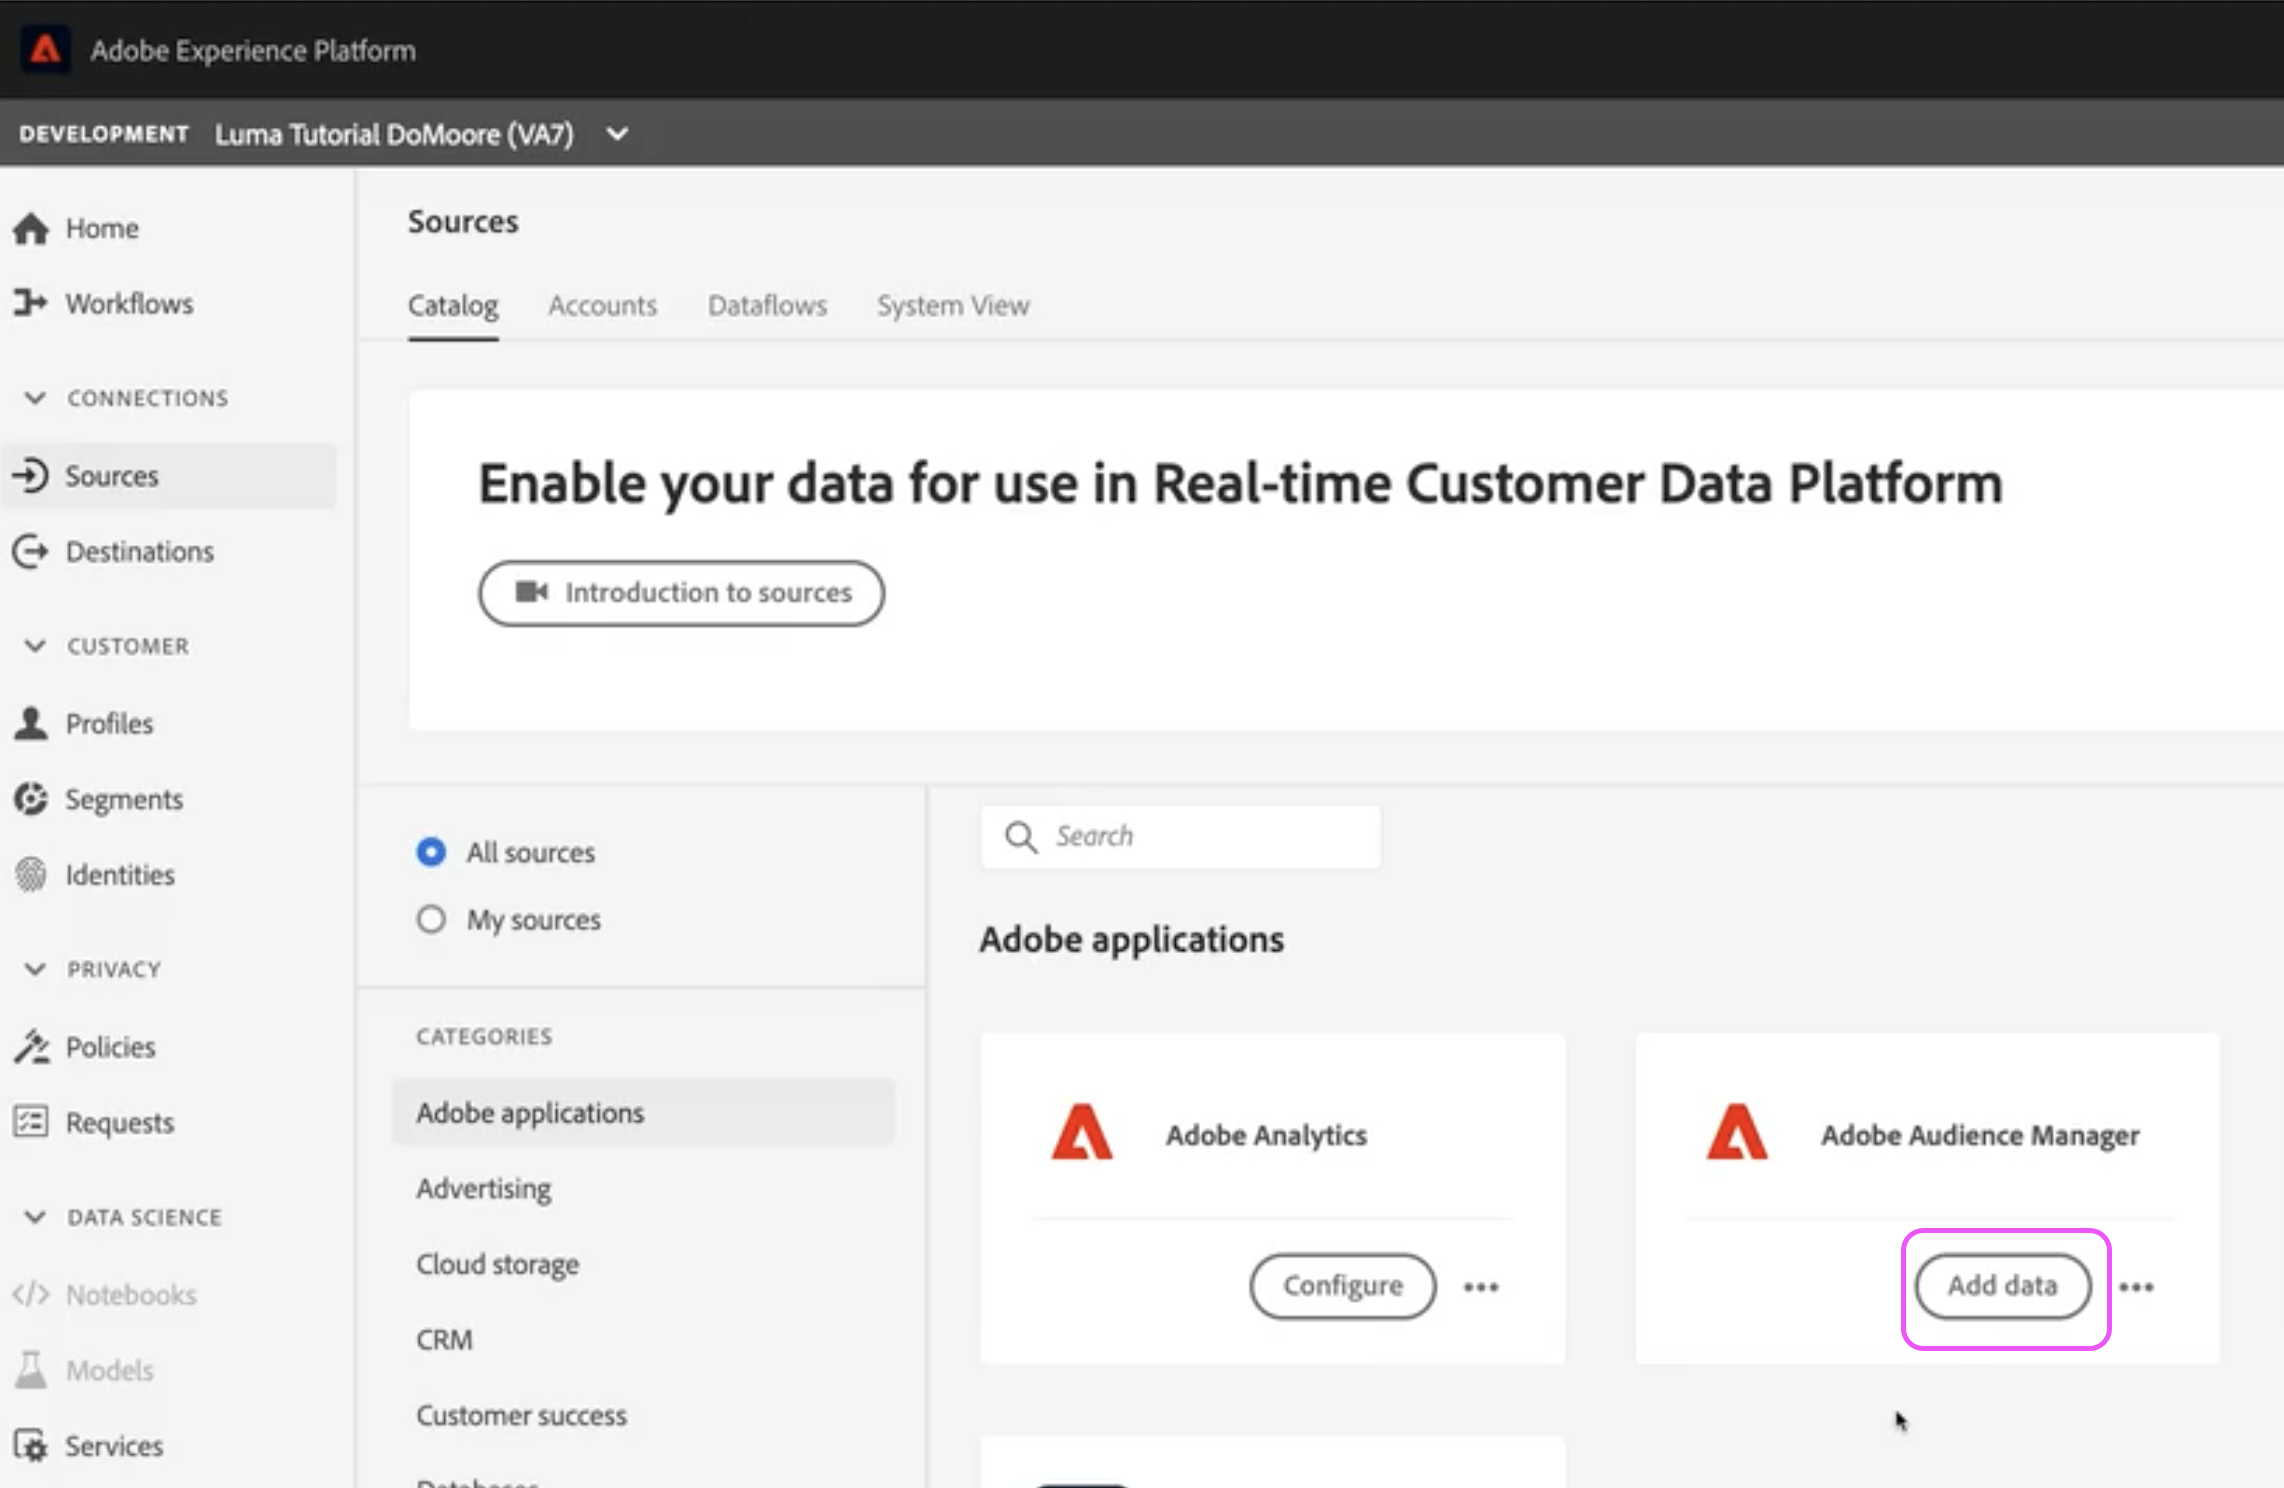 Adobe Experience Platform
DEVELOPMENT Luma Tutorial DoMoore (VA7)
Home
Workflows
CONNECTIONS
Sources
Destinations
CUSTOMER
Profiles
Segments
Identities
PRIVACY
Policies
Requests
DATA SCIENCE
Notebooks
Models
Services
Sources
Catalog Accounts Dataflows System View
Enable your data for use in Real-time Customer Data Platform
Introduction to sources
All sources
My sources
CATEGORIES
Adobe applications
Advertising
Cloud storage
CRM
Customer success
Search
Adobe applications
Adobe Analytics
Configure
Adobe Audience Manager
Add data